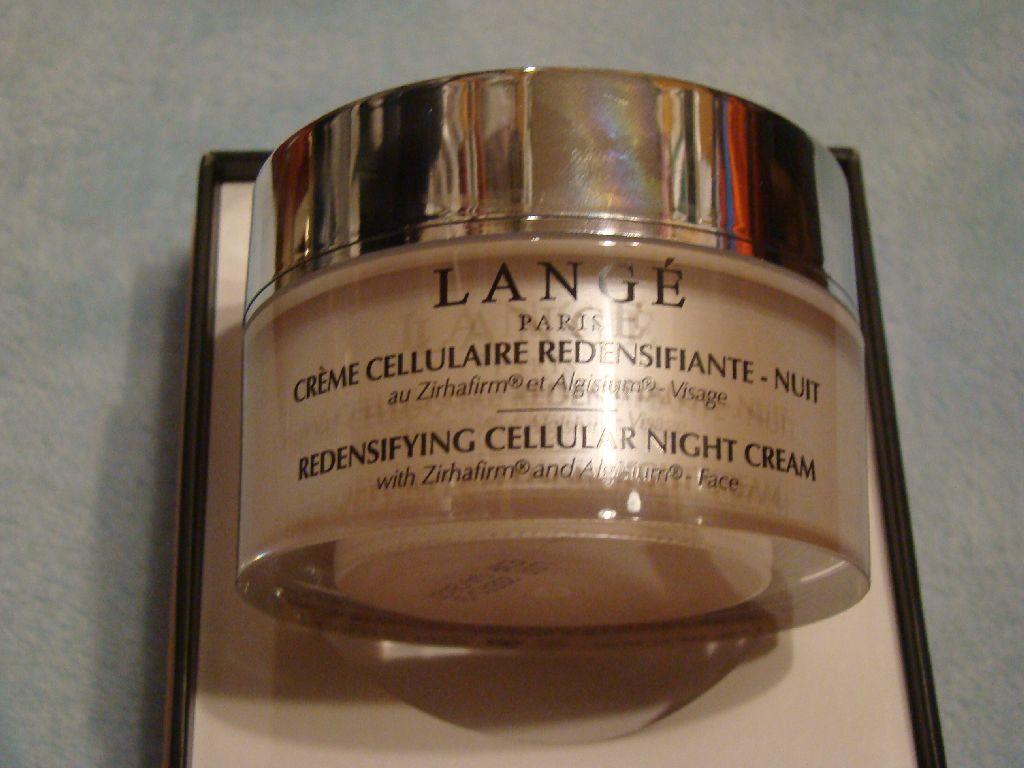 LANGÉ
PARIS
CRÈME CELLULAIRE REDENSIFIANTE - NUIT
au Zirhafirm® et Algisium® - Visage
REDENSIFYING CELLULAR NIGHT CREAM
with Zirhafirm® and Algisium® - Face